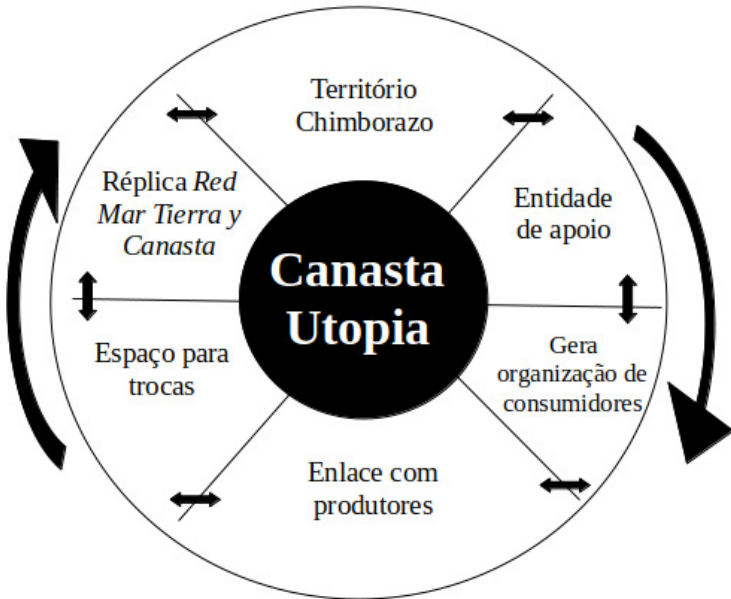 Território
Chimborazo
Entidade
de apoio
Gera
organização de
consumidores
Enlace com
produtores
Espaço para
trocas
Réplica Red
Mar Tierra y
Canasta
Canasta
Utopia